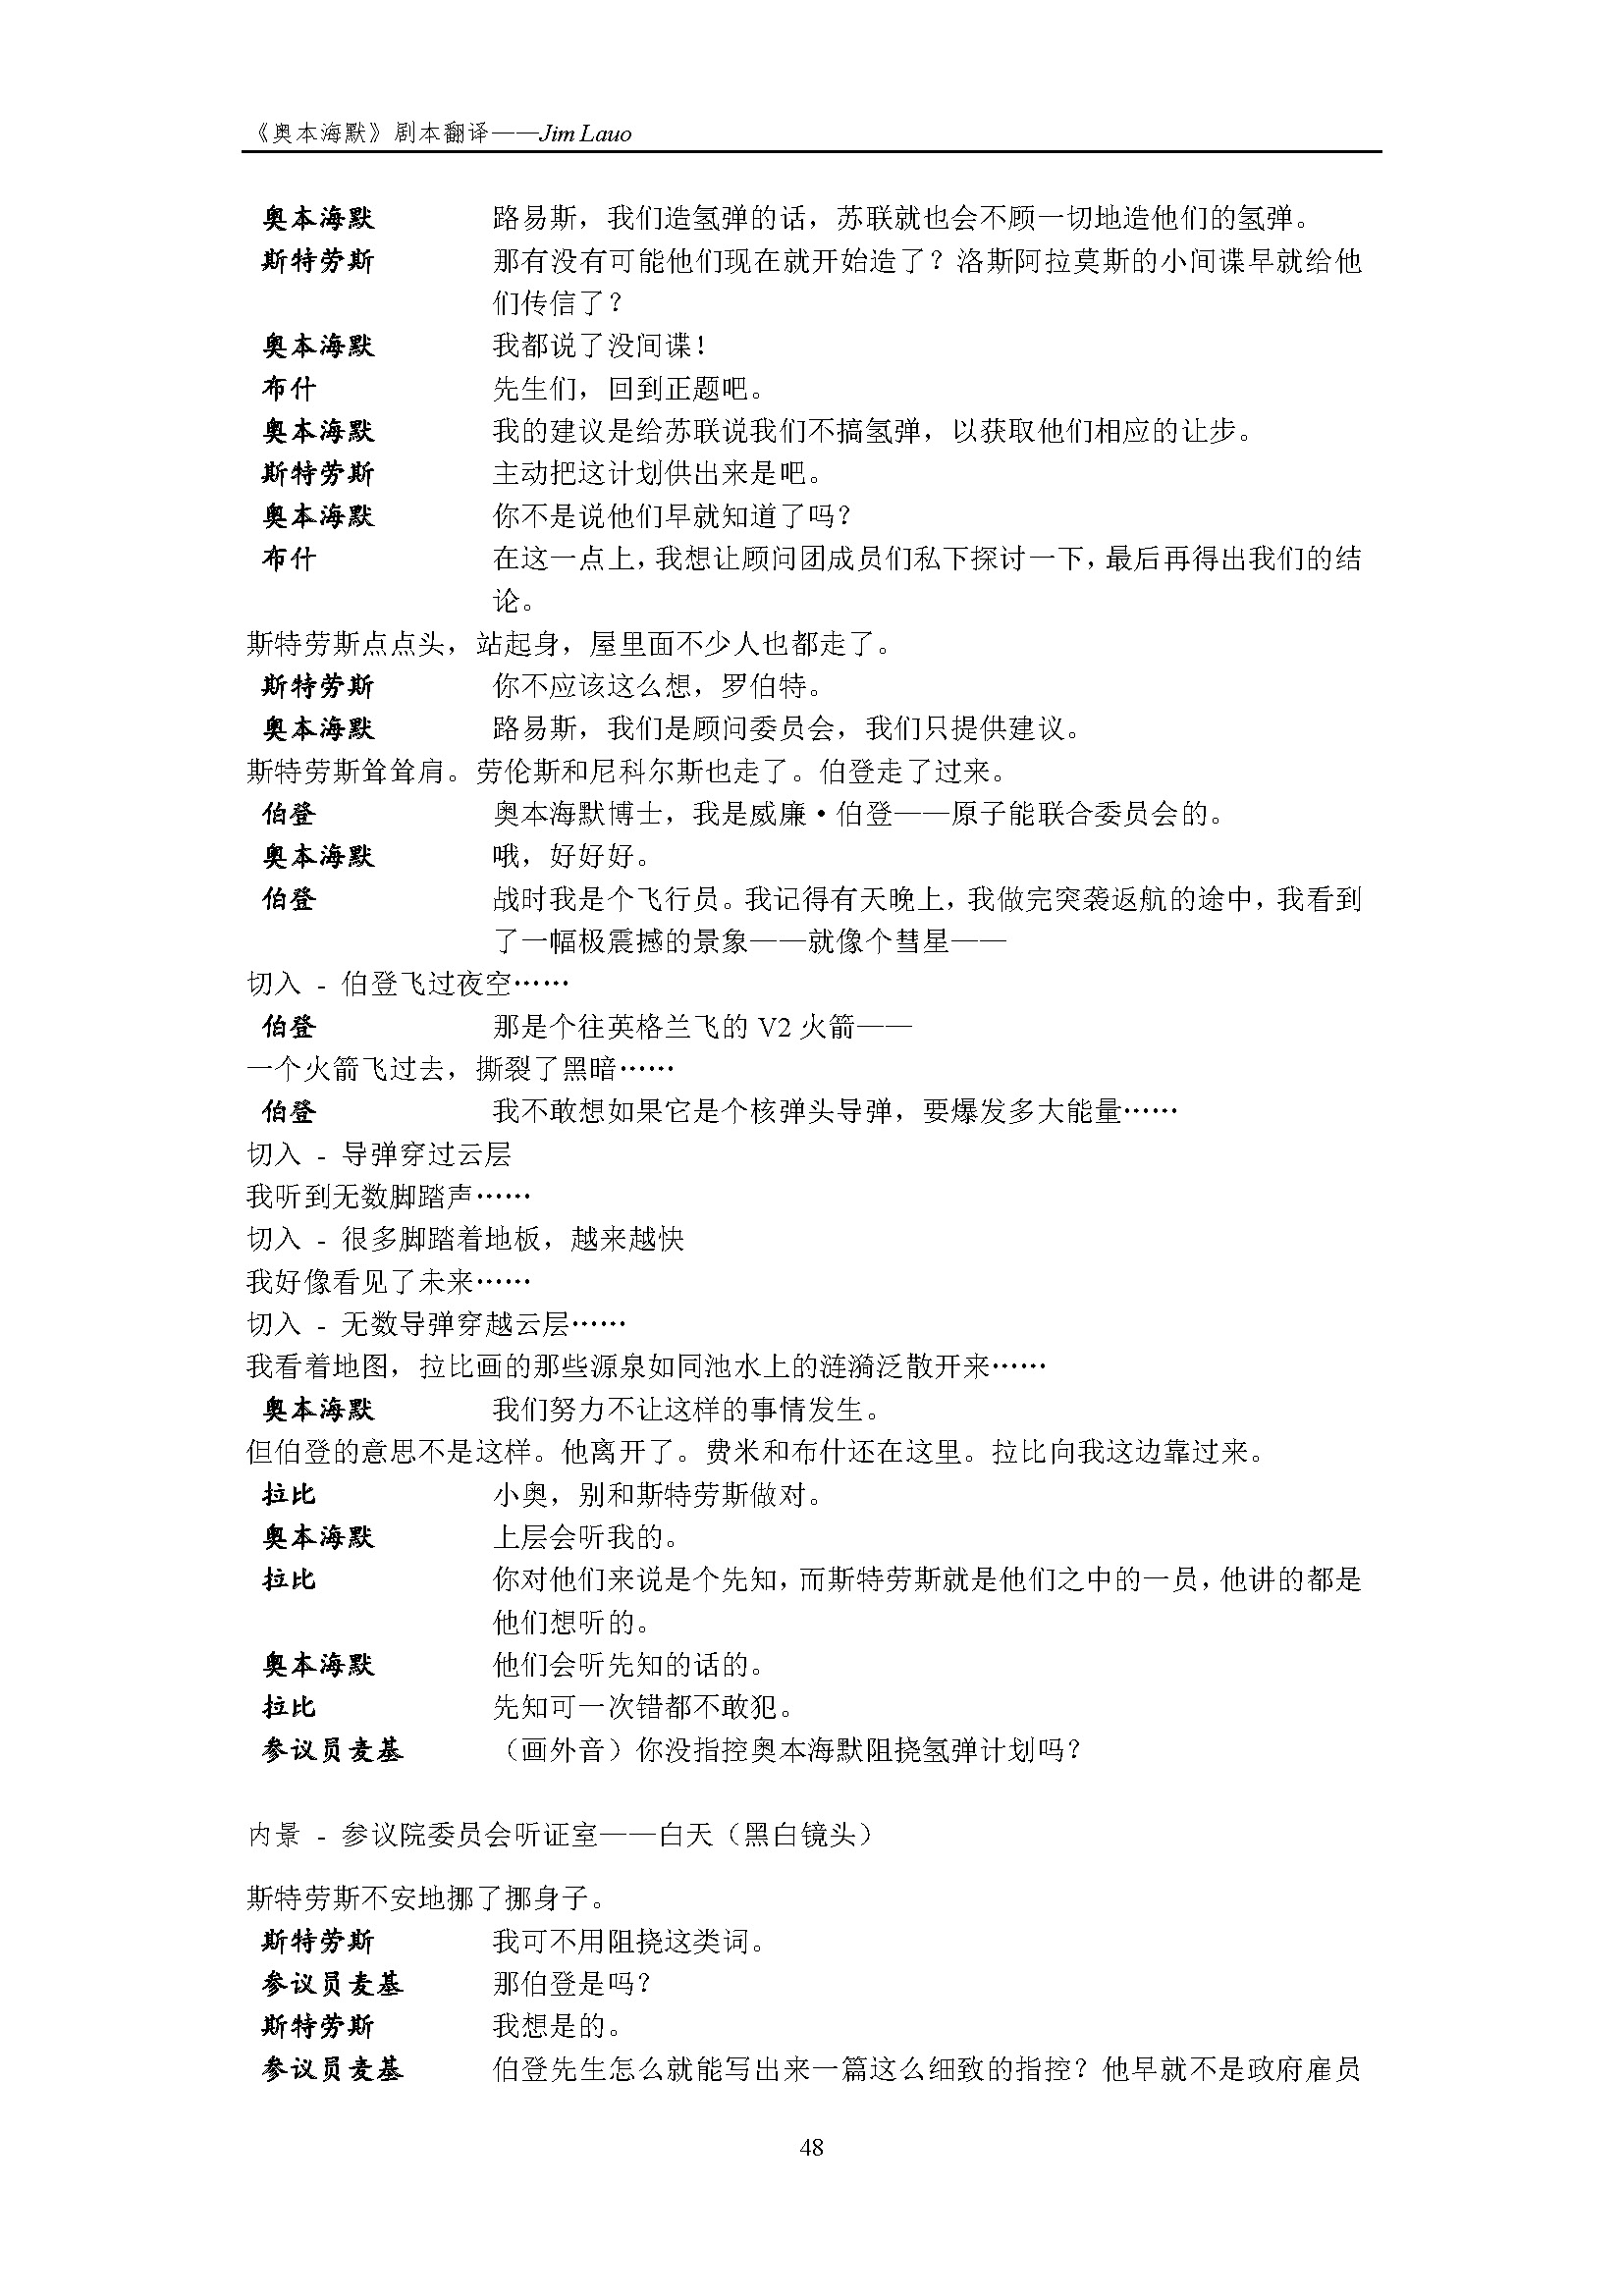 《奥本海默》剧本翻译——Jim Lauo
奥本海默 路易斯，我们造氢弹的话，苏联就也会不顾一切地造他们的氢弹。
斯特劳斯 那有没有可能他们现在就开始造了？洛斯阿拉莫斯的小间谍早就给他
们传信了？
奥本海默 我都说了没间谍！
布什 先生们，回到正题吧。
奥本海默 我的建议是给苏联说我们不搞氢弹，以获取他们相应的让步。
斯特劳斯 主动把这计划供出来是吧。
奥本海默 你不是说他们早就知道了吗？
布什 在这一点上，我想让顾问团成员们私下探讨一下，最后再得出我们的结
论。
斯特劳斯点点头，站起身，屋里面不少人也都走了。
斯特劳斯 你不应该这么想，罗伯特。
奥本海默 路易斯，我们是顾问委员会，我们只提供建议。
斯特劳斯耸耸肩。劳伦斯和尼科尔斯也走了。伯登走了过来。
伯登 奥本海默博士，我是威廉·伯登——原子能联合委员会的。
奥本海默 哦，好好好。
伯登 战时我是个飞行员。我记得有天晚上，我做完突袭返航的途中，我看到
了一幅极震撼的景象——就像个彗星——
切入 - 伯登飞过夜空……
伯登 那是个往英格兰飞的 V2 火箭——
一个火箭飞过去，撕裂了黑暗……
伯登 我不敢想如果它是个核弹头导弹，要爆发多大能量……
切入 - 导弹穿过云层
我听到无数脚踏声……
切入 - 很多脚踏着地板，越来越快
我好像看见了未来……
切入 - 无数导弹穿越云层……
我看着地图，拉比画的那些源泉如同池水上的涟漪泛散开来……
奥本海默 我们努力不让这样的事情发生。
但伯登的意思不是这样。他离开了。费米和布什还在这里。拉比向我这边靠过来。
拉比 小奥，别和斯特劳斯做对。
奥本海默 上层会听我的。
拉比 你对他们来说是个先知，而斯特劳斯就是他们之中的一员，他讲的都是
他们想听的。
奥本海默 他们会听先知的话的。
拉比 先知可一次错都不敢犯。
参议员麦基 （画外音）你没指控奥本海默阻挠氢弹计划吗？
内景 - 参议院委员会听证室——白天（黑白镜头）
斯特劳斯不安地挪了挪身子。
斯特劳斯 我可不用阻挠这类词。
参议员麦基 那伯登是吗？
斯特劳斯 我想是的。
参议员麦基 伯登先生怎么就能写出来一篇这么细致的指控？他早就不是政府雇员
48